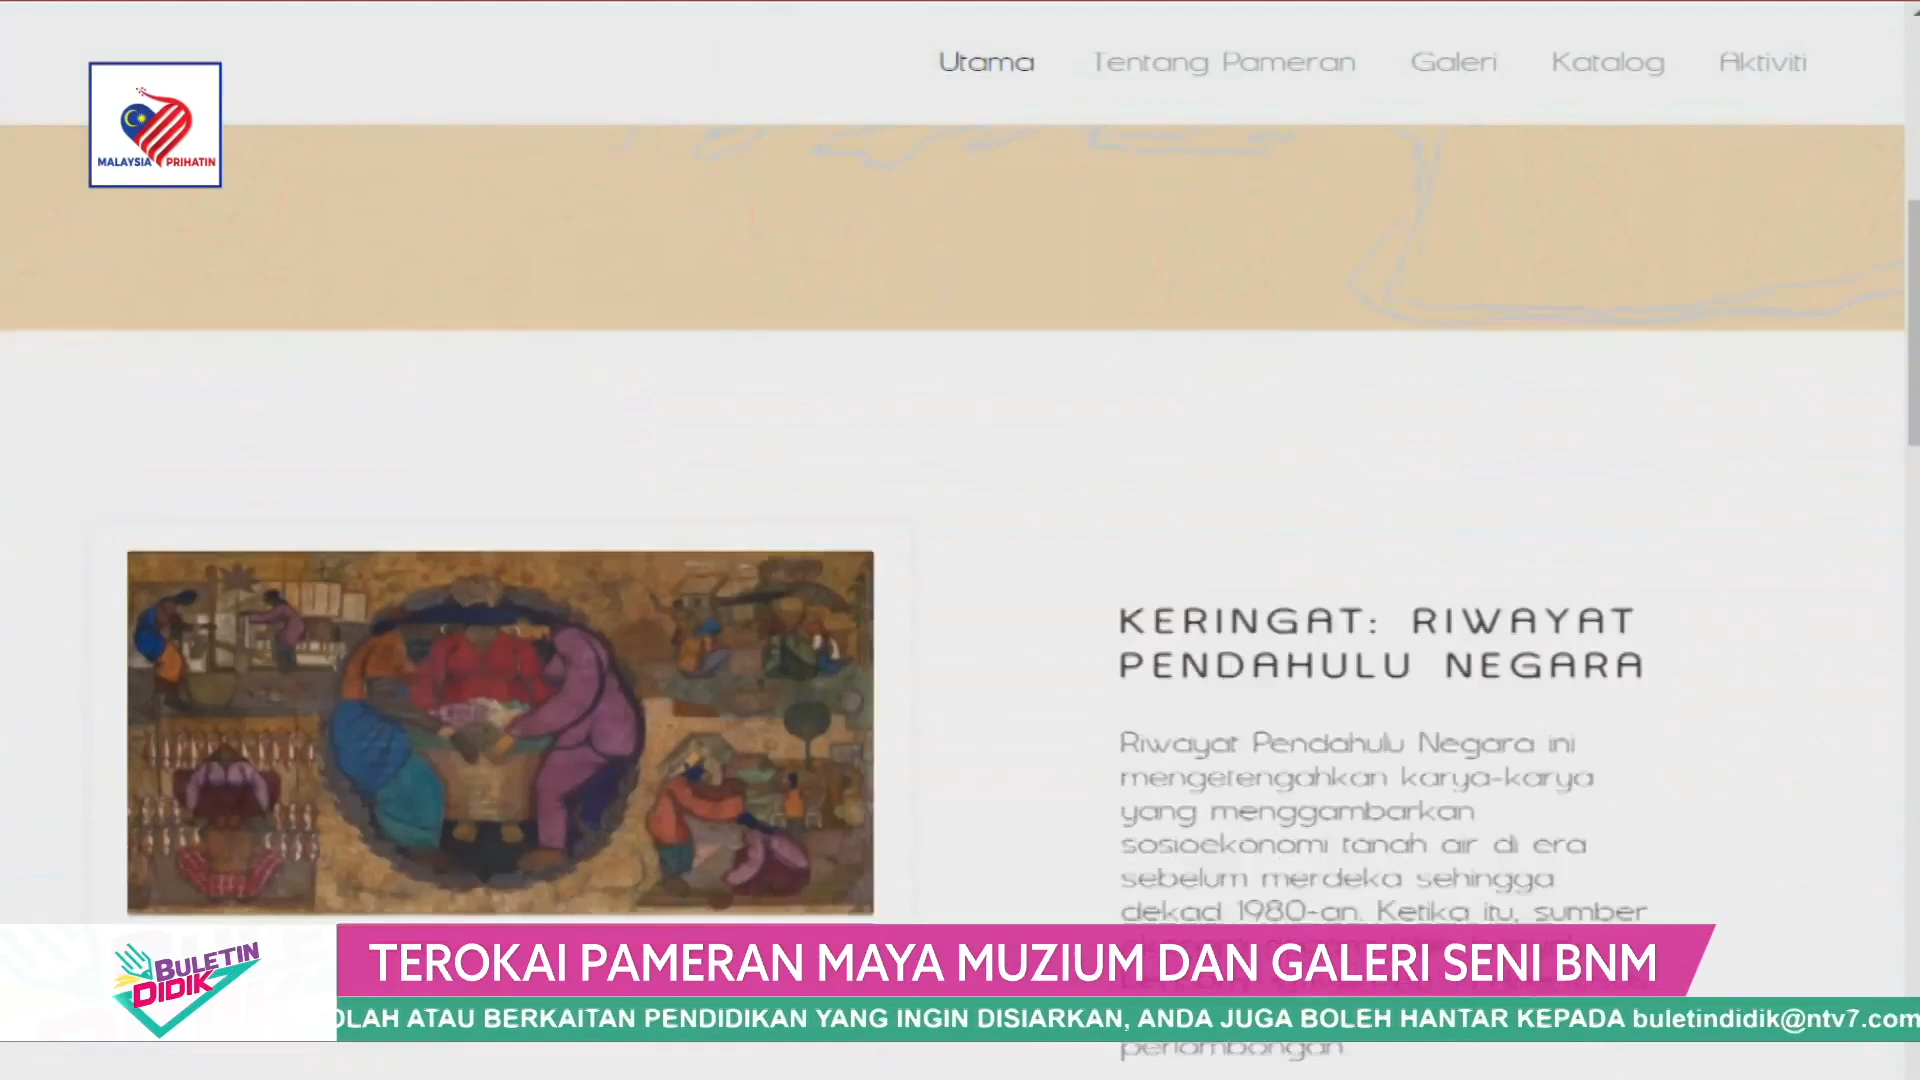 Utama Tentang Pameran Galeri Katalog Aktiviti
MALAYSIA PRIHATIN
KERINGAT: RIWAYAT
PENDAHULU NEGARA
Riwayat Pendahulu Negara ini
mengetengahkan karya-karya
yang menggambarkan
sosioekonomi tanah air di era
sebelum merdeka sehingga
dekad 1980-an. Ketika itu, sumber
BULETIN
DIDIK
TEROKAI PAMERAN MAYA MUZIUM DAN GALERI SENI BNM
OLAH ATAU BERKAITAN PENDIDIKAN YANG INGIN DISIARKAN, ANDA JUGA BOLEH HANTAR KEPADA buletindidik@ntv7.com